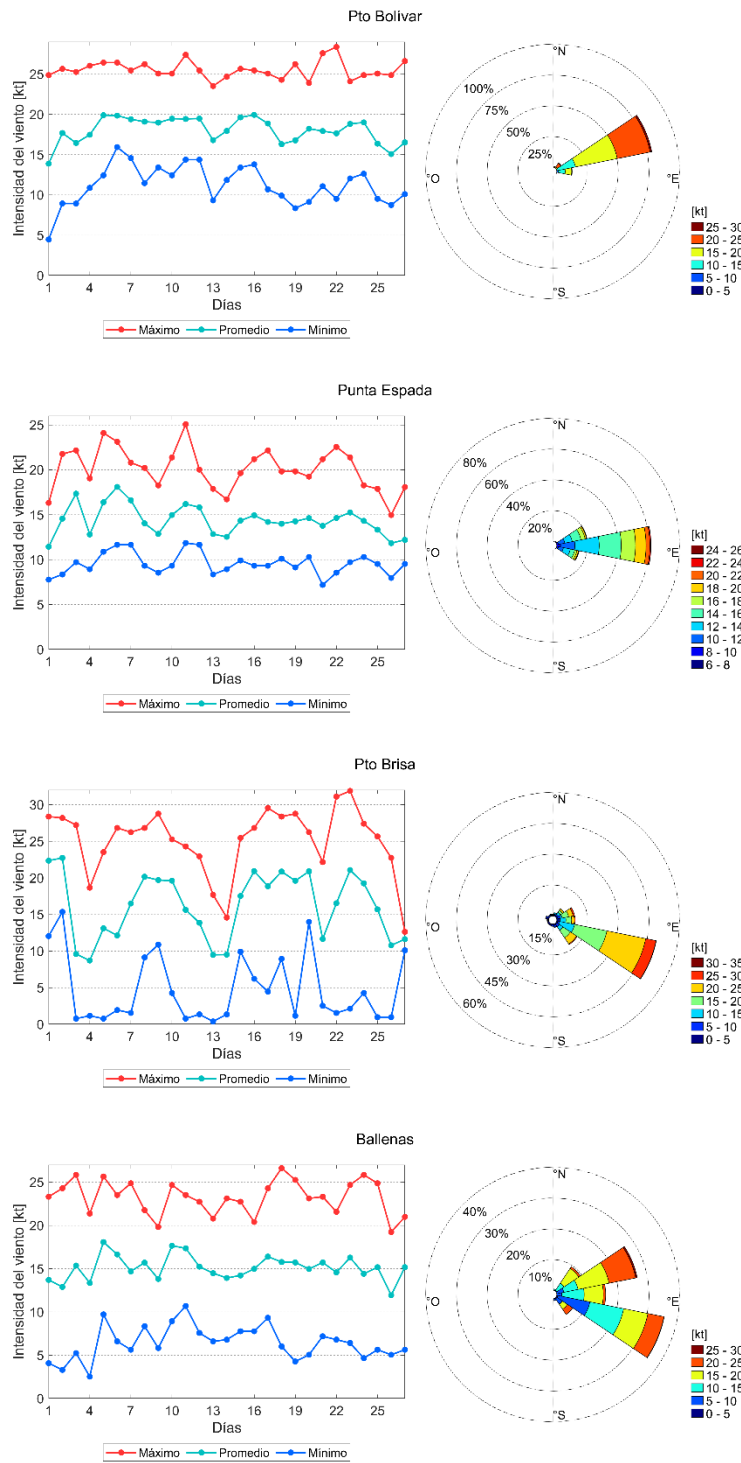 Pto Bolivar
Intensidad del viento [kt]
25
20
15
10
5
0
1 4 7 10 13 16 19 22 25
Días
Máximo Promedio Mínimo
°N
100%
75%
50%
25%
°O °E
°S
[kt]
25 - 30
20 - 25
15 - 20
10 - 15
5 - 10
0 - 5
Punta Espada
Intensidad del viento [kt]
25
20
15
10
5
0
1 4 7 10 13 16 19 22 25
Días
Máximo Promedio Mínimo
°N
80%
60%
40%
20%
°O °E
°S
[kt]
24 - 26
22 - 24
20 - 22
18 - 20
16 - 18
14 - 16
12 - 14
10 - 12
8 - 10
6 - 8
Pto Brisa
Intensidad del viento [kt]
30
25
20
15
10
5
0
1 4 7 10 13 16 19 22 25
Días
Máximo Promedio Mínimo
°N
°O °E
15%
30%
45%
60%
°S
[kt]
30 - 35
25 - 30
20 - 25
15 - 20
10 - 15
5 - 10
0 - 5
Ballenas
Intensidad del viento [kt]
25
20
15
10
5
0
1 4 7 10 13 16 19 22 25
Días
Máximo Promedio Mínimo
°N
40%
30%
20%
10%
°O °E
°S
[kt]
25 - 30
20 - 25
15 - 20
10 - 15
5 - 10
0 - 5